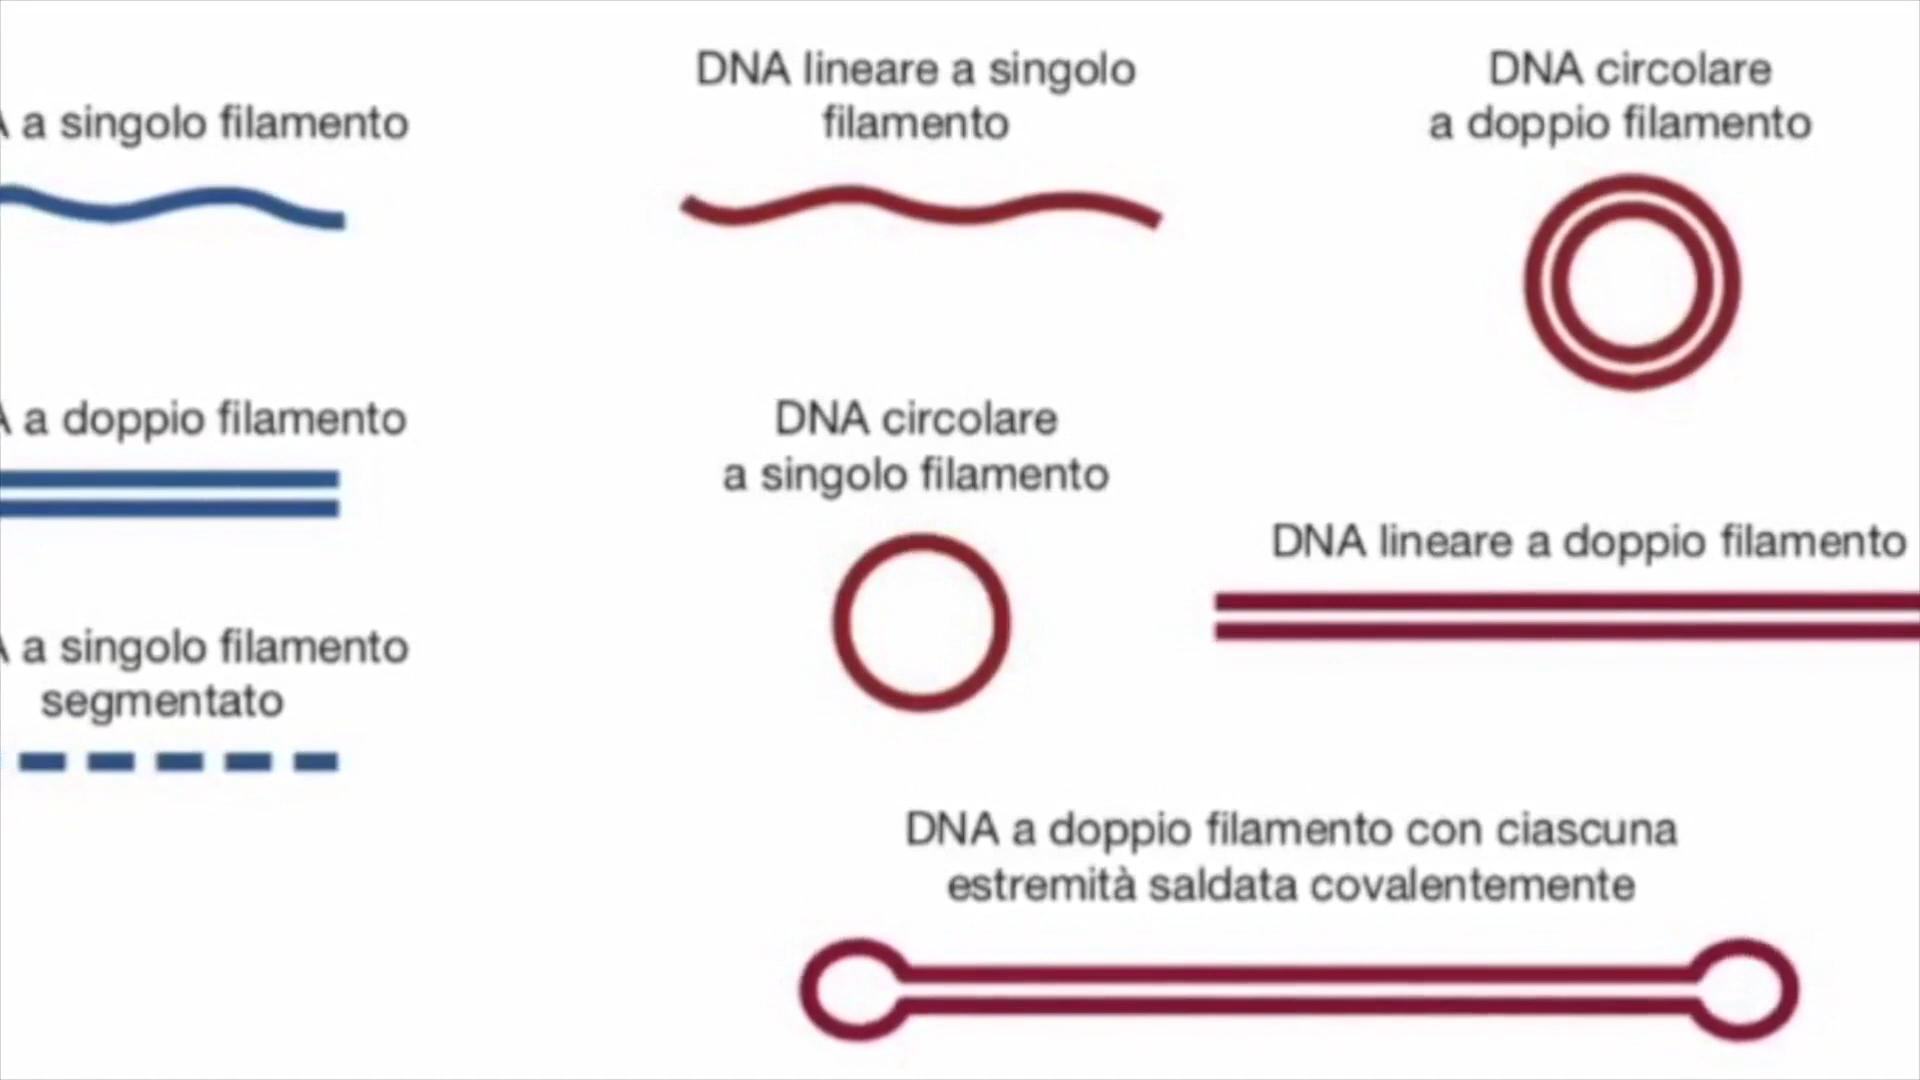 a singolo filamento
a doppio filamento
a singolo filamento
segmentato
DNA lineare a singolo
filamento
DNA circolare
a singolo filamento
DNA circolare
a doppio filamento
DNA lineare a doppio filamento
DNA a doppio filamento con ciascuna
estremità saldata covalentemente